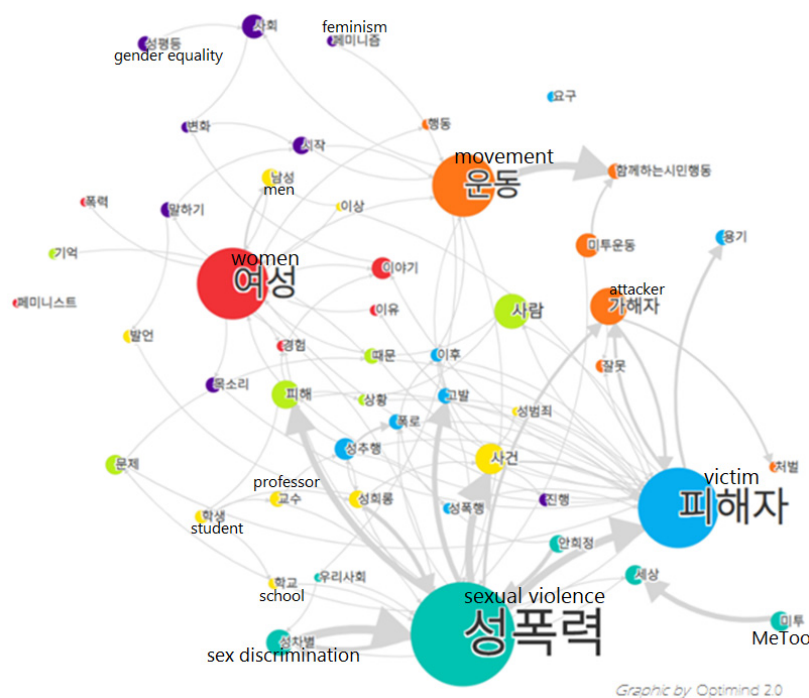 사회
성평등
gender equality
feminism
페미니즘
요구
변화
행동
시작
movement
운동
함께하는시민행동
남성
men
폭력
말하기
이상
용기
미투운동
기억
women
여성
이야기
attacker
가해자
페미니스트
이유
사람
발언
경험
때문
이후
잘못
목소리
피해
상황
고발
성범죄
폭로
성추행
사건
문제
처벌
victim
피해자
professor
교수
성희롱
진행
성폭행
학생
student
안희정
학교
school
우리사회
세상
sexual violence
성폭력
미투
MeToo
성차별
sex discrimination
Graphic by Optimind 2.0